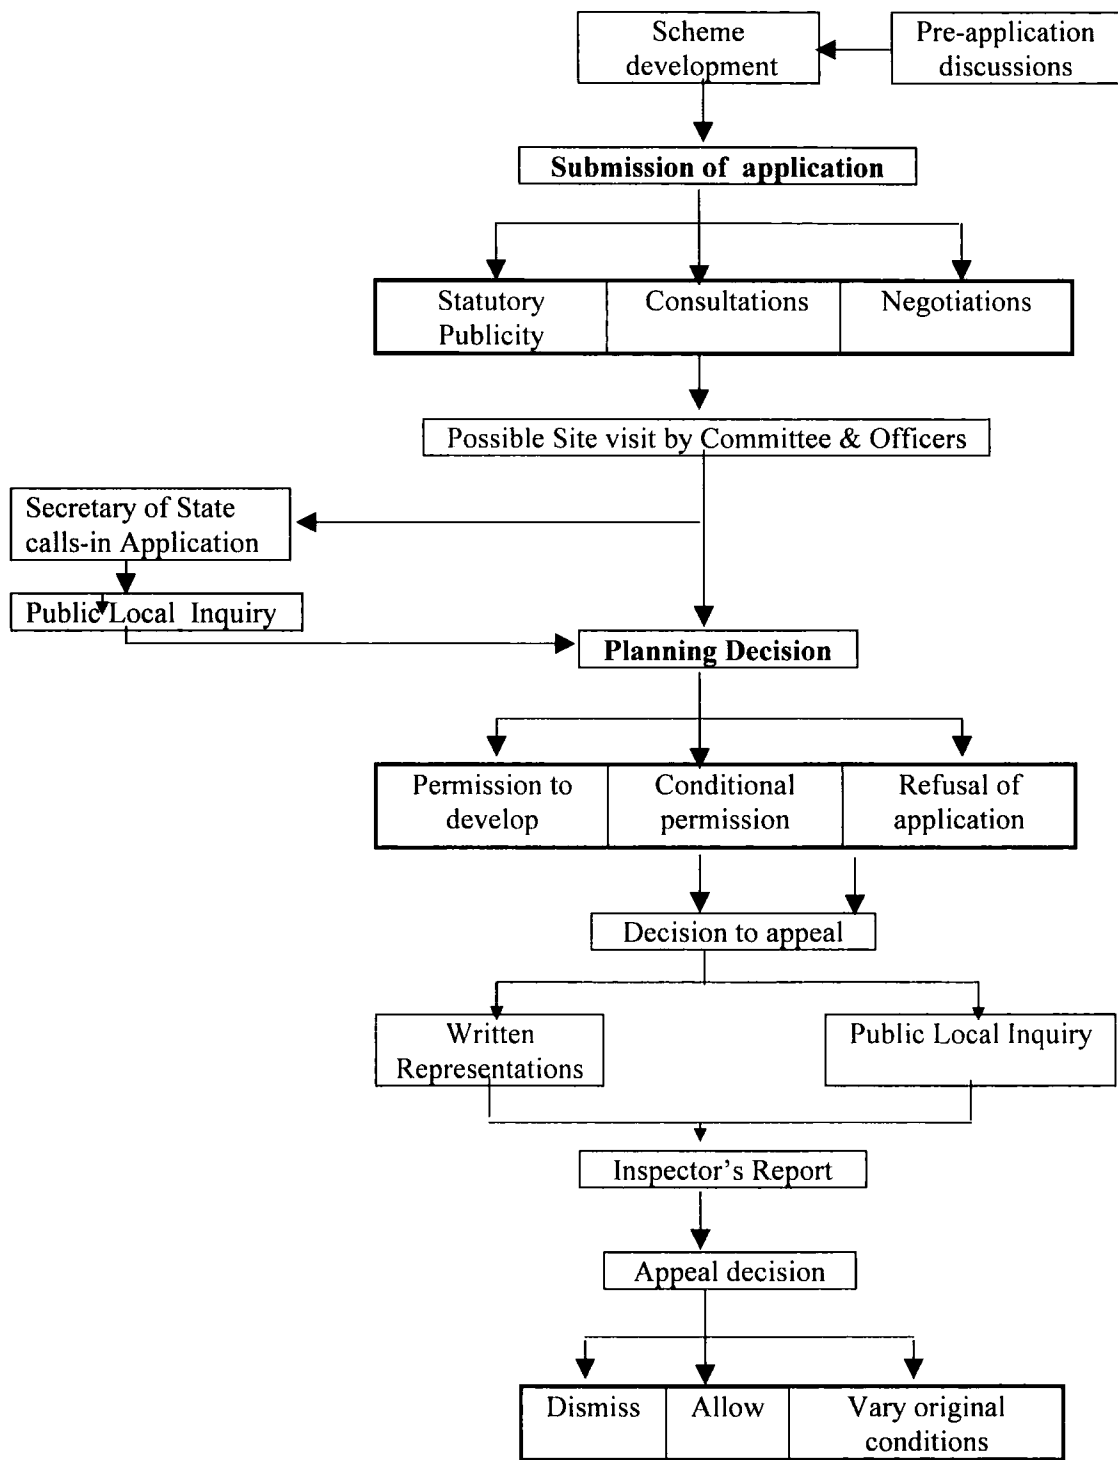 Scheme
development
Pre-application
discussions
Submission of application
Statutory
Publicity
Consultations
Negotiations
Possible Site visit by Committee & Officers
Secretary of State
calls-in Application
Public Local Inquiry
Planning Decision
Permission to
develop
Conditional
permission
Refusal of
application
Decision to appeal
Written
Representations
Public Local Inquiry
Inspector's Report
Appeal decision
Dismiss
Allow
Vary original
conditions